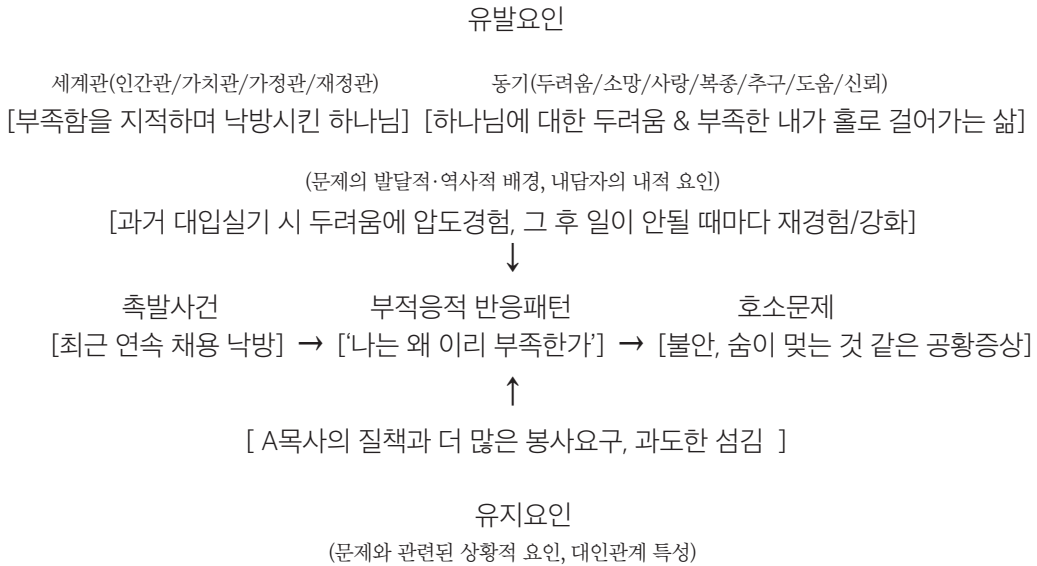 유발요인
세계관(인간관/가치관/가정관/재정관) 동기(두려움/소망/사랑/복종/추구/도움/신뢰)
[부족함을 지적하며 낙방시킨 하나님] [하나님에 대한 두려움 & 부족한 내가 홀로 걸어가는 삶]
(문제의 발달적·역사적 배경, 내담자의 내적 요인)
[과거 대입실기 시 두려움에 압도경험, 그 후 일이 안될 때마다 재경험/강화]
↓
촉발사건 부적응적 반응패턴 호소문제
[최근 연속 채용 낙방] → [‘나는 왜 이리 부족한가’] → [불안, 숨이 멎는 것 같은 공황증상]
↑
[ A목사의 질책과 더 많은 봉사요구, 과도한 섬김 ]
유지요인
(문제와 관련된 상황적 요인, 대인관계 특성)